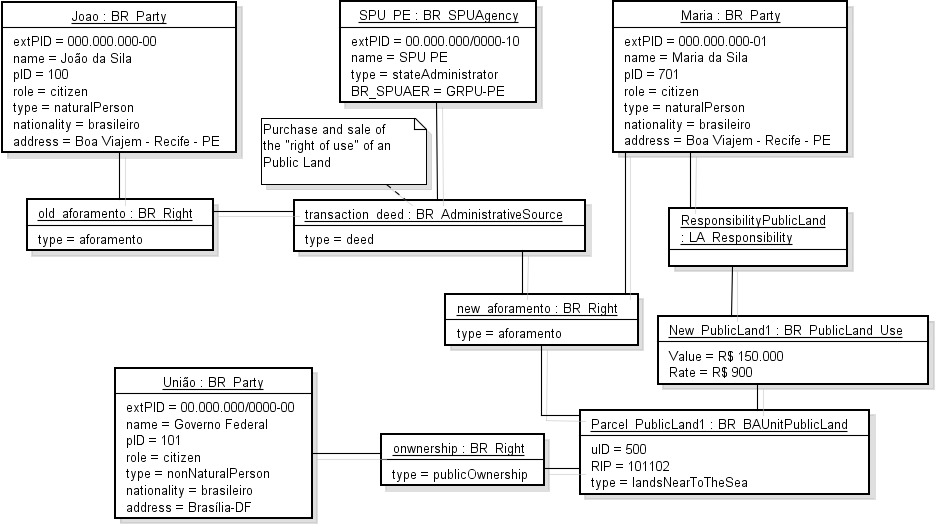 Joao : BR_Party
extPID = 000.000.000-00
name = João da Sila
pID = 100
role = citizen
type = naturalPerson
nationality = brasileiro
address = Boa Viajem - Recife - PE
SPU_PE : BR_SPUAgency
extPID = 00.000.000/0000-10
name = SPU PE
type = stateAdministrator
BR_SPUAER = GRPU-PE
Maria : BR_Party
extPID = 000.000.000-01
name = Maria da Sila
pID = 701
role = citizen
type = naturalPerson
nationality = brasileiro
address = Boa Viajem - Recife - PE
Purchase and sale of
the "right of use" of an
Public Land
old_aforamento : BR_Right
type = aforamento
transaction_deed : BR_AdministrativeSource
type = deed
ResponsibilityPublicLand
: LA_Responsibility
new_aforamento : BR_Right
type = aforamento
New_PublicLand1 : BR_PublicLand_Use
Value = R$ 150.000
Rate = R$ 900
União : BR_Party
extPID = 00.000.000/0000-00
name = Governo Federal
pID = 101
role = citizen
type = nonNaturalPerson
nationality = brasileiro
address = Brasília-DF
onwnership : BR_Right
type = publicOwnership
Parcel_PublicLand1 : BR_BAUnitPublicLand
uID = 500
RIP = 101102
type = landsNearToTheSea